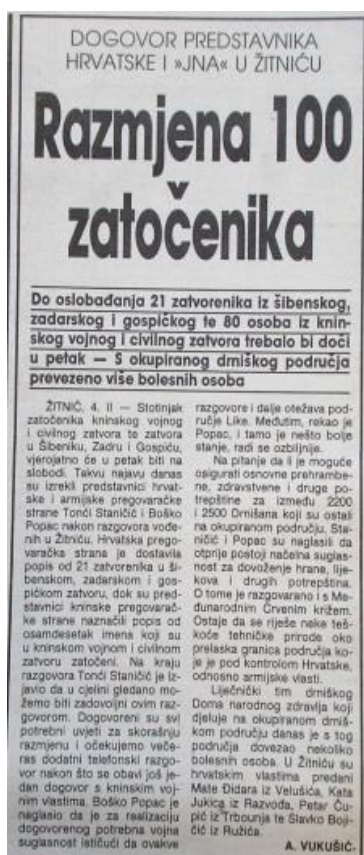 DOGOVOR PREDSTAVNIKA
HRVATSKE I »JNA« U ŽITNIĆU
Razmjena 100
zatočenika
Do oslobađanja 21 zatvorenika iz šibenskog,
zadarskog i gospičkog te 80 osoba iz knin-
skog vojnog i civilnog zatvora trebalo bi doći
u petak — S okupiranog drniškog područja
prevezeno više bolesnih osoba
ŽITNIĆ, 4. II — Stotinjak
zatočenika kninskog vojnog
i civilnog zatvora te zatvora
u Šibeniku, Zadru i Gospiću,
vjerojatno će u petak biti na
slobodi. Takvu najavu danas
su izrekli predstavnici hrvat-
ske i armijske pregovaračke
strane Tonći Staničić i Boško
Popac nakon razgovora vođe-
nih u Žitniću. Hrvatska prego-
varačka strana je dostavila
popis od 21 zatvorenika u ši-
benskom, zadarskom i gos-
pićkom zatvoru, dok su pred-
stavnici kninske pregovarač-
ke strane naznačili popis od
osamdesetak imena koji su
u kninskom vojnom i civilnom
zatvoru zatočeni. Na kraju
razgovora Tonći Staničić je iz-
javio da u cjelini gledano mo-
žemo biti zadovoljni ovim raz-
govorom. Dogovoreni su svi
potrebni uvjeti za skorašnju
razmjenu i očekujemo veče-
ras dodatni telefonski razgo-
vor nakon što se obavi još je-
dan dogovor s kninskim voj-
nim vlastima. Boško Popac je
naglasio da je za realizaciju
dogovorenog potrebna vojna
suglasnost ističući da ovakve
razgovore i dalje otežava pod-
ručje Like. Međutim, rekao je
Popac, i tamo je nešto bolje
stanje, radi se ozbiljnije.
Na pitanje da li je moguće
osigurati osnovne prehrambe-
ne, zdravstvene i druge po-
trepštine za između 2200
i 2500 Drnišana koji su ostali
na okupiranom području, Sta-
ničić i Popac su naglasili da
otprije postoji načelna suglas-
nost za dovoženje hrane, lije-
kova i drugih potrepština.
O tome je razgovarano i s Me-
đunarodnim Crvenim križem.
Ostaje da se riješe neke teš-
koće tehničke prirode oko
prelaska granica područja ko-
je je pod kontrolom Hrvatske,
odnosno armijske vlasti.
Liječnički tim drniškog
Doma narodnog zdravlja koji
djeluje na okupiranom drniš-
kom području danas je s tog
područja dovezao nekoliko
bolesnih osoba. U Žitniću su
hrvatskim vlastima predani
Mate Didara iz Velušića, Kata
Jukica iz Razvođa, Petar Ču-
pić iz Trbounja te Slavko Boji-
čić iz Ružića.
A. VUKUŠIĆ